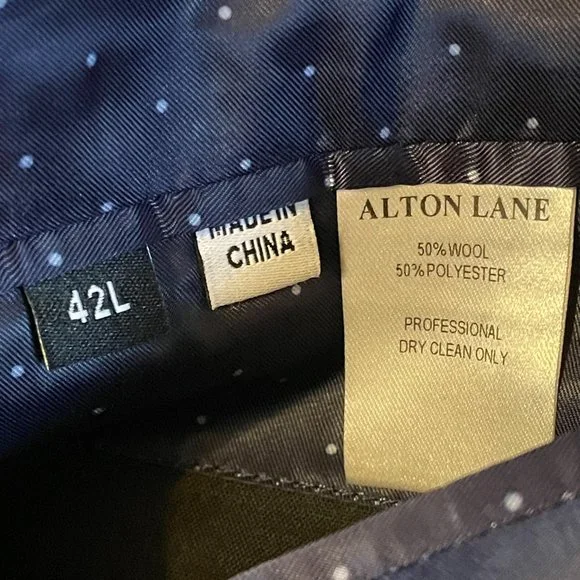 42L
MADE IN
CHINA
ALTON LANE
50% WOOL
50% POLYESTER
PROFESSIONAL
DRY CLEAN ONLY